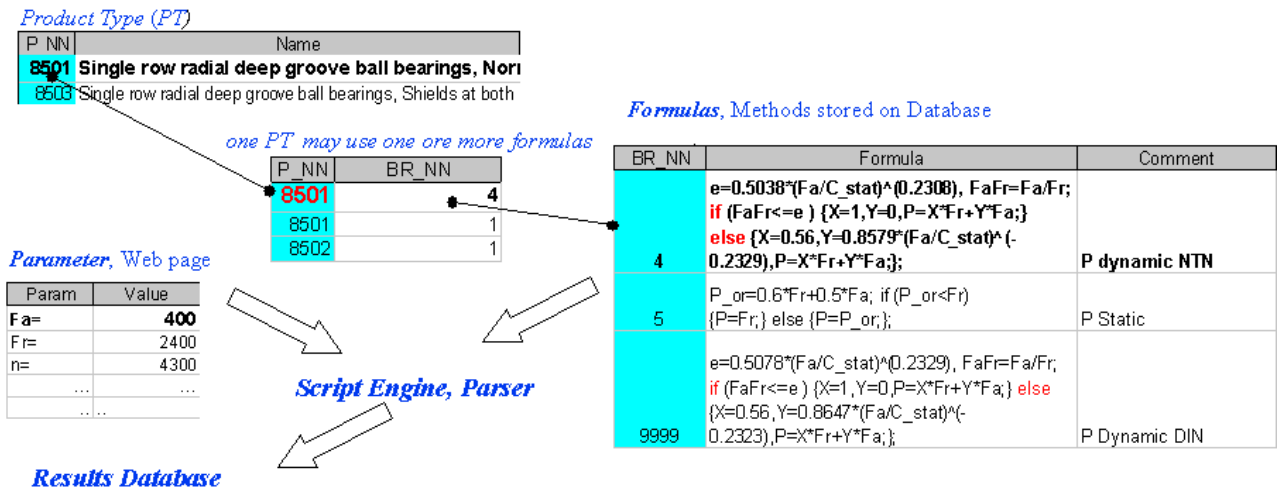 Product Type (PT)
P_NN Name
8501 Single row radial deep groove ball bearings, Nor
8503 Single row radial deep groove ball bearings, Shields at both
one PT may use one ore more formulas
P_NN BR_NN
8501 4
8501 1
8502 1
Formulas, Methods stored on Database
BR_NN Formula Comment
e=0.5038*(Fa/C_stat)^(0.2308), FaFr=Fa/Fr;
if (FaFr<=e ) {X=1,Y=0,P=X*Fr+Y*Fa;}
else {X=0.56,Y=0.8579*(Fa/C_stat)^(-
4 0.2329),P=X*Fr+Y*Fa;}; P dynamic NTN
P_or=0.6*Fr+0.5*Fa; if (P_or<Fr)
5 {P=Fr;} else {P=P_or;}; P Static
e=0.5078*(Fa/C_stat)^(0.2329), FaFr=Fa/Fr;
if (FaFr<=e ) {X=1,Y=0,P=X*Fr+Y*Fa;} else
{X=0.56,Y=0.8647*(Fa/C_stat)^(-
9999 0.2323),P=X*Fr+Y*Fa;}; P Dynamic DIN
Parameter, Web page
Param Value
Fa= 400
Fr= 2400
n= 4300
... ...
... ..
Script Engine, Parser
Results Database